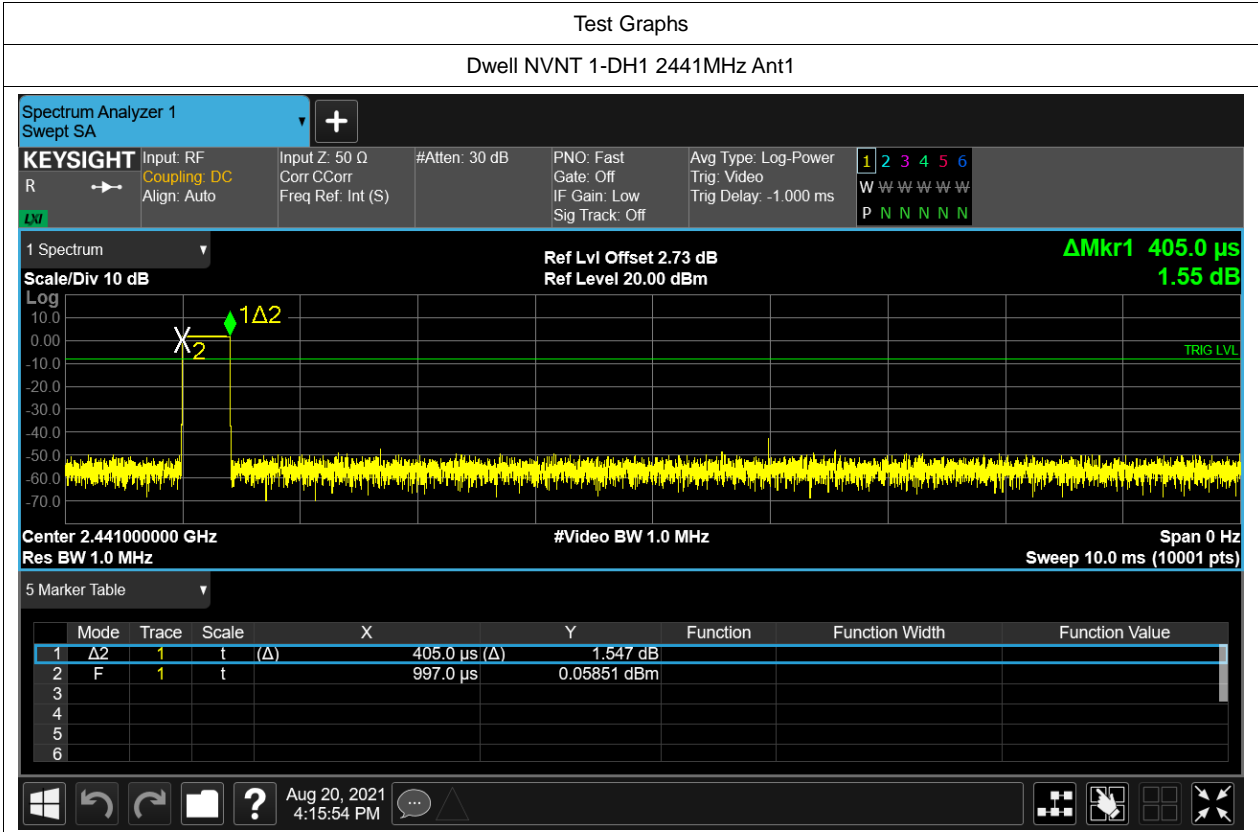 Test Graphs
Dwell NVNT 1-DH1 2441MHz Ant1
Spectrum Analyzer 1
Swept SA
+
KEYSIGHT Input: RF Input Z: 50 Ω #Atten: 30 dB PNO: Fast Avg Type: Log-Power 1 2 3 4 5 6
R Coupling: DC Corr CCorr Gate: Off Trig: Video W W W W W W
Align: Auto Freq Ref: Int (S) IF Gain: Low Trig Delay: -1.000 ms
LXI Sig Track: Off P N N N N N
1 Spectrum Ref Lvl Offset 2.73 dB ΔMkr1 405.0 µs
Scale/Div 10 dB Ref Level 20.00 dBm 1.55 dB
Log
10.0 1Δ2
0.00 X 2
TRIG LVL
-10.0
-20.0
-30.0
-40.0
-50.0
-60.0
-70.0
Center 2.441000000 GHz #Video BW 1.0 MHz Span 0 Hz
Res BW 1.0 MHz Sweep 10.0 ms (10001 pts)
5 Marker Table
Mode Trace Scale X Y Function Function Width Function Value
1 Δ2 1 t (Δ) 405.0 µs (Δ) 1.547 dB
2 F 1 t 997.0 µs 0.05851 dBm
3
4
5
6
? Aug 20, 2021
4:15:54 PM